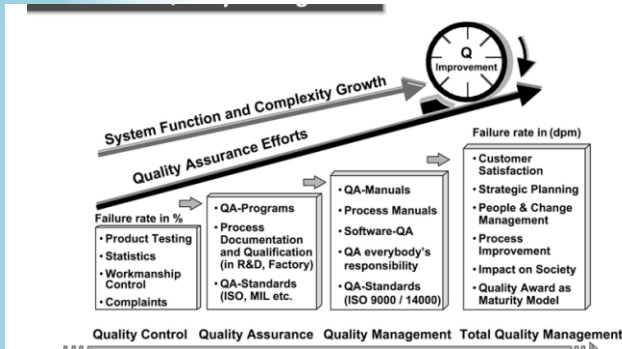 System Function and Complexity Growth
Quality Assurance Efforts
Q
Improvement
Failure rate in %
• Product Testing
• Statistics
• Workmanship
Control
• Complaints
• QA-Programs
• Process
Documentation
and Qualification
(in R&D, Factory)
• QA-Standards
(ISO, MIL etc.
• QA-Manuals
• Process Manuals
• Software-QA
• QA everybody's
responsibility
• QA-Standards
(ISO 9000 / 14000)
Failure rate in (dpm)
• Customer
Satisfaction
• Strategic Planning
• People & Change
Management
• Process
Improvement
• Impact on Society
• Quality Award as
Maturity Model
Quality Control Quality Assurance Quality Management Total Quality Management